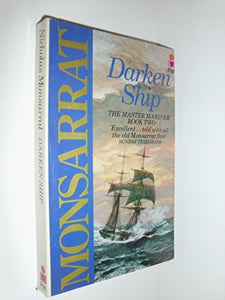 Nicholas Monsarrat DARKEN SHIP
MONSARRAT
Darken
Ship
THE MASTER MARINER
BOOK TWO
'Excellent... told with all
the old Monsarrat flair'
SUNDAY TELEGRAPH